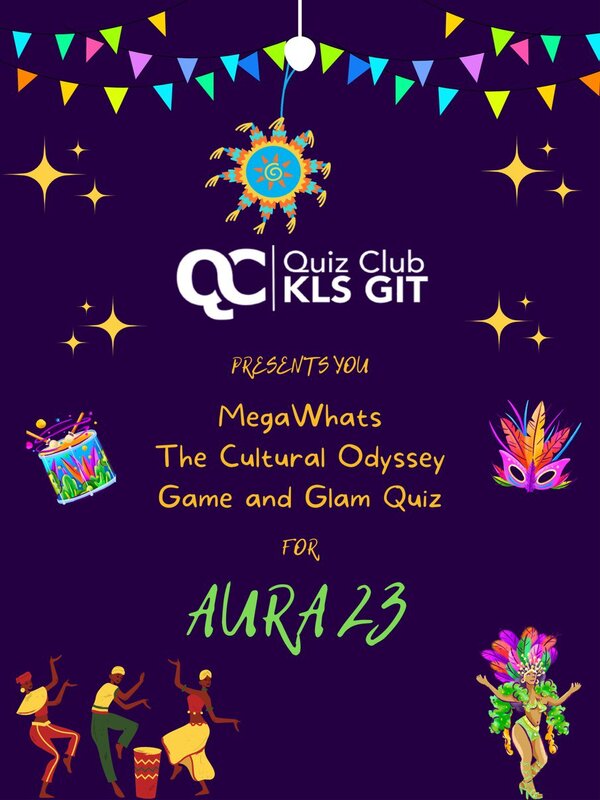 QC
Quiz Club
KLS GIT
PRESENTS YOU
MegaWhats
The Cultural Odyssey
Game and Glam Quiz
FOR
AURA 23